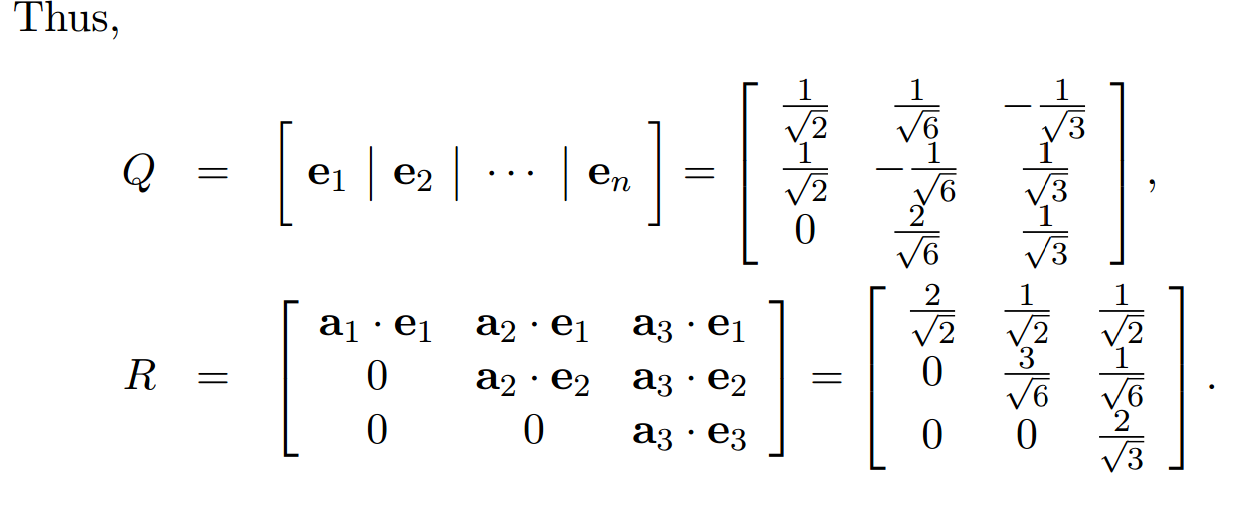 Thus,
Q = [ e₁ | e₂ | ⋯ | eₙ ] = [ 1/√2 1/√6 −1/√3 ; 1/√2 −1/√6 1/√3 ; 0 2/√6 1/√3 ],
R = [ a₁ · e₁ a₂ · e₁ a₃ · e₁ ; 0 a₂ · e₂ a₃ · e₂ ; 0 0 a₃ · e₃ ] = [ 2/√2 1/√2 1/√2 ; 0 3/√6 1/√6 ; 0 0 2/√3 ].